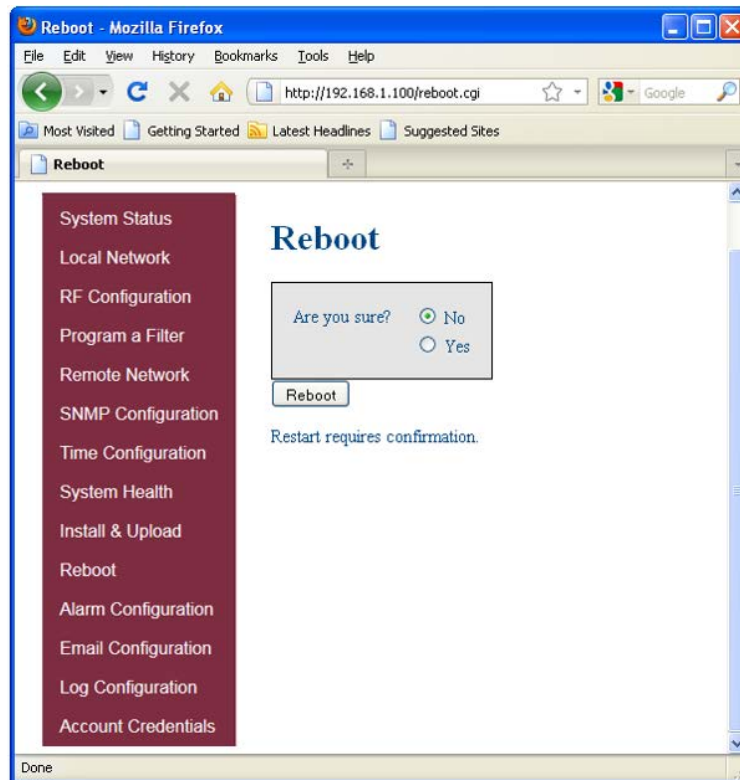 Reboot - Mozilla Firefox
File Edit View History Bookmarks Tools Help
http://192.168.1.100/reboot.cgi
Google
Most Visited Getting Started Latest Headlines Suggested Sites
Reboot
System Status
Local Network
RF Configuration
Program a Filter
Remote Network
SNMP Configuration
Time Configuration
System Health
Install & Upload
Reboot
Alarm Configuration
Email Configuration
Log Configuration
Account Credentials
Reboot
Are you sure? No
Yes
Reboot
Restart requires confirmation.
Done